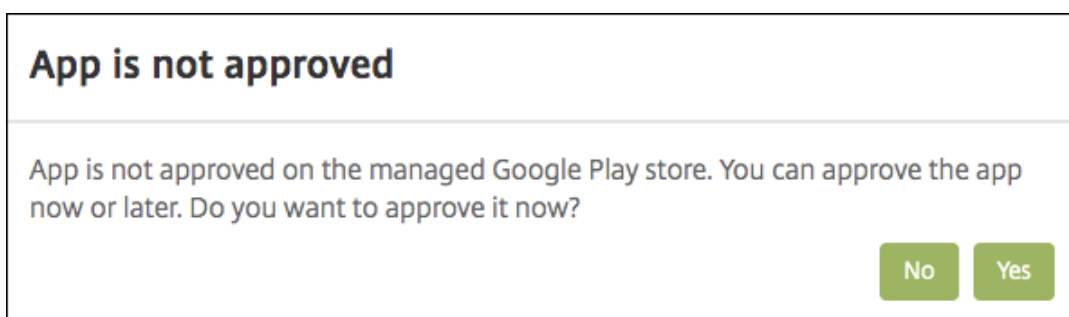 App is not approved
App is not approved on the managed Google Play store. You can approve the app
now or later. Do you want to approve it now?
No Yes